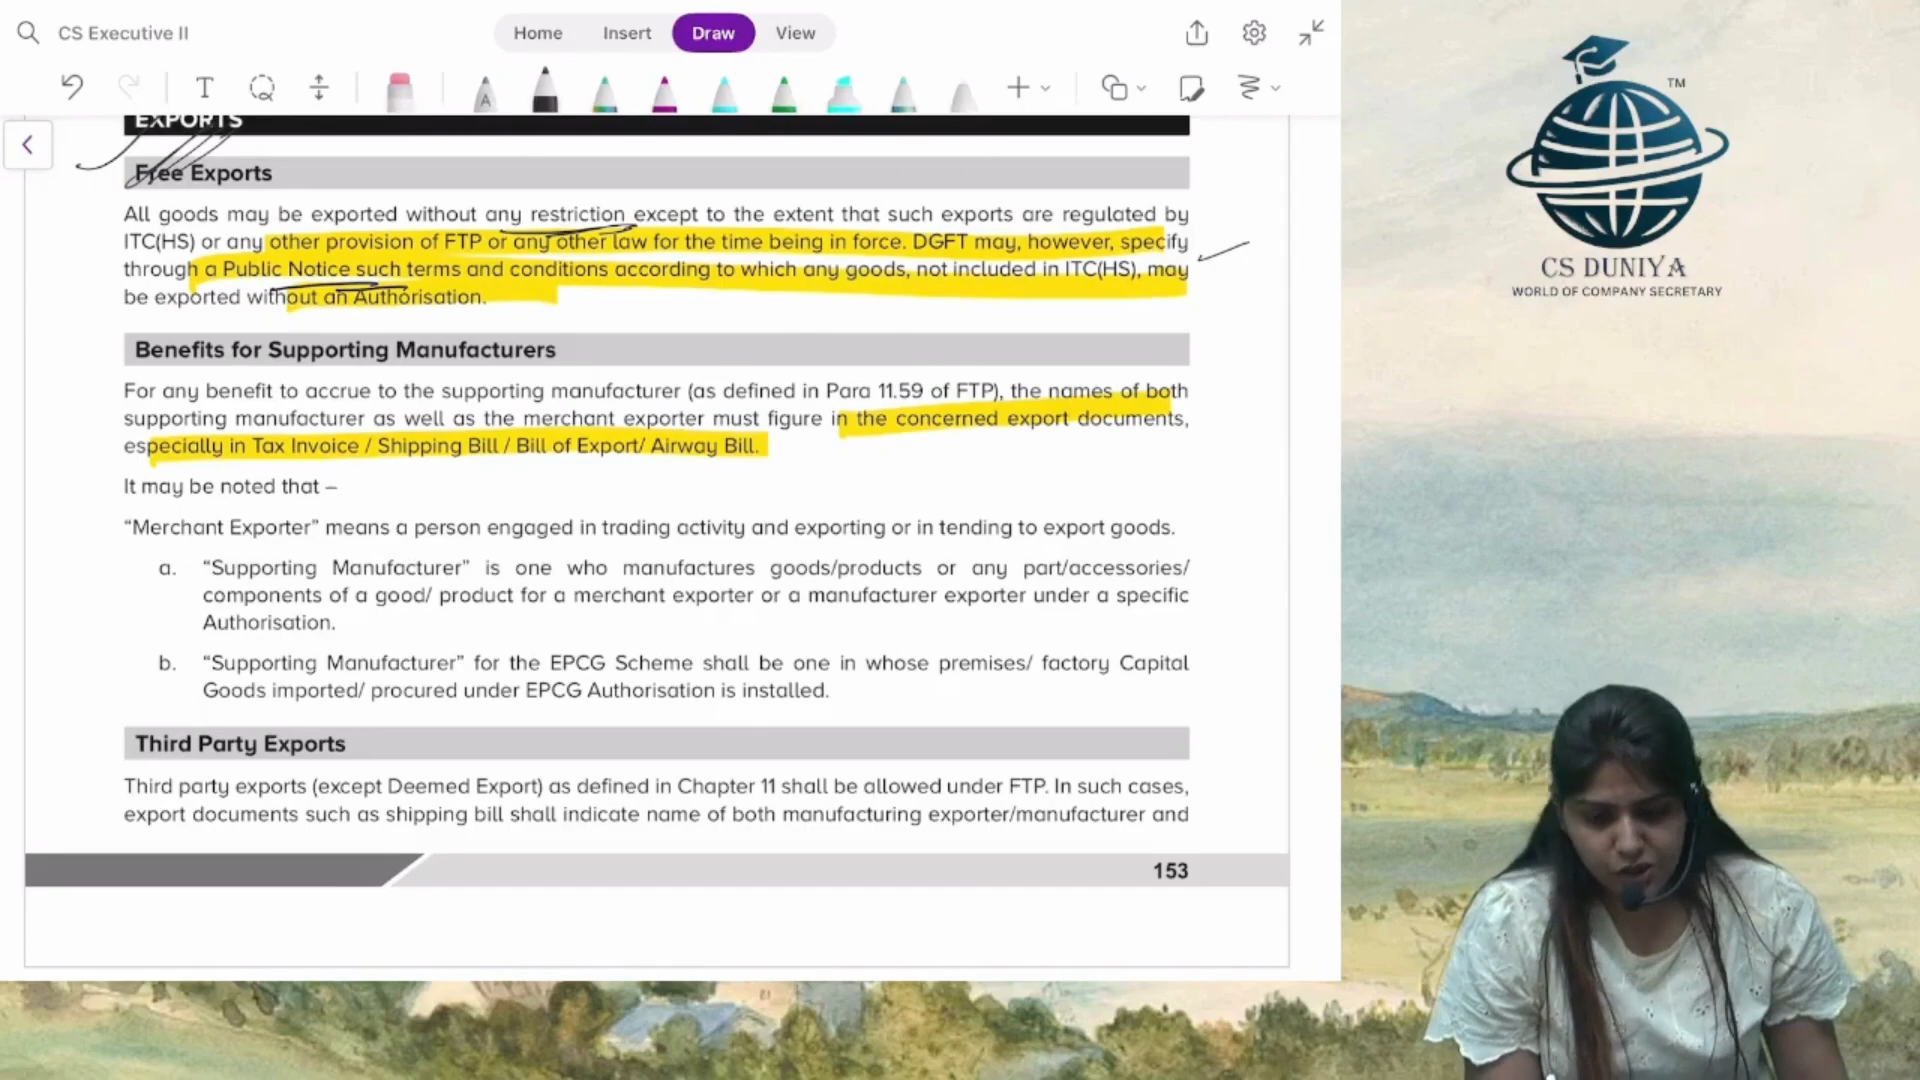 CS Executive II
Home Insert Draw View
EXPORTS
Free Exports
All goods may be exported without any restriction except to the extent that such exports are regulated by
ITC(HS) or any other provision of FTP or any other law for the time being in force. DGFT may, however, specify
through a Public Notice such terms and conditions according to which any goods, not included in ITC(HS), may
be exported without an Authorisation.
Benefits for Supporting Manufacturers
For any benefit to accrue to the supporting manufacturer (as defined in Para 11.59 of FTP), the names of both
supporting manufacturer as well as the merchant exporter must figure in the concerned export documents,
especially in Tax Invoice / Shipping Bill / Bill of Export/ Airway Bill.
It may be noted that –
“Merchant Exporter” means a person engaged in trading activity and exporting or in tending to export goods.
a. “Supporting Manufacturer” is one who manufactures goods/products or any part/accessories/
components of a good/ product for a merchant exporter or a manufacturer exporter under a specific
Authorisation.
b. “Supporting Manufacturer” for the EPCG Scheme shall be one in whose premises/ factory Capital
Goods imported/ procured under EPCG Authorisation is installed.
Third Party Exports
Third party exports (except Deemed Export) as defined in Chapter 11 shall be allowed under FTP. In such cases,
export documents such as shipping bill shall indicate name of both manufacturing exporter/manufacturer and
153
TM
CS DUNIYA
WORLD OF COMPANY SECRETARY